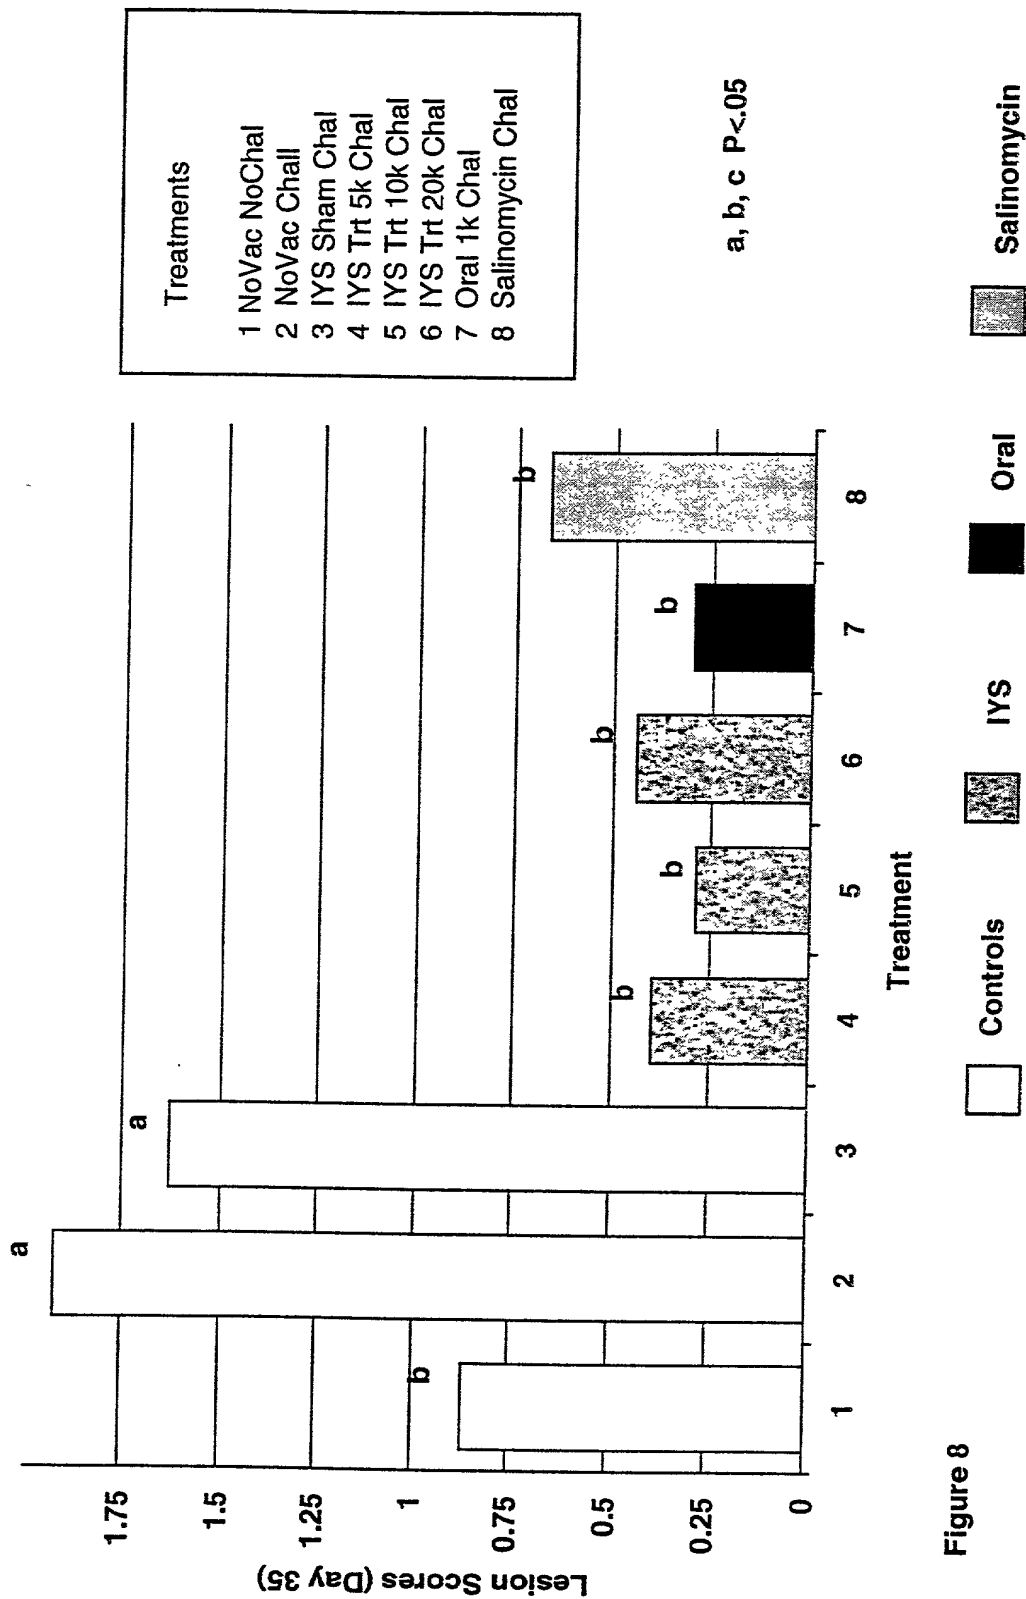 Treatments
1 NoVac NoChal
2 NoVac Chall
3 IYS Sham Chal
4 IYS Trt 5k Chal
5 IYS Trt 10k Chal
6 IYS Trt 20k Chal
7 Oral 1k Chal
8 Salinomycin Chal
a, b, c P<.05
Lesion Scores (Day 35)
1.75
1.5
1.25
1
0.75
0.5
0.25
0
b
a
a
b
b
b
b
b
1 2 3 4 5 6 7 8
Treatment
Controls IYS Oral Salinomycin
Figure 8